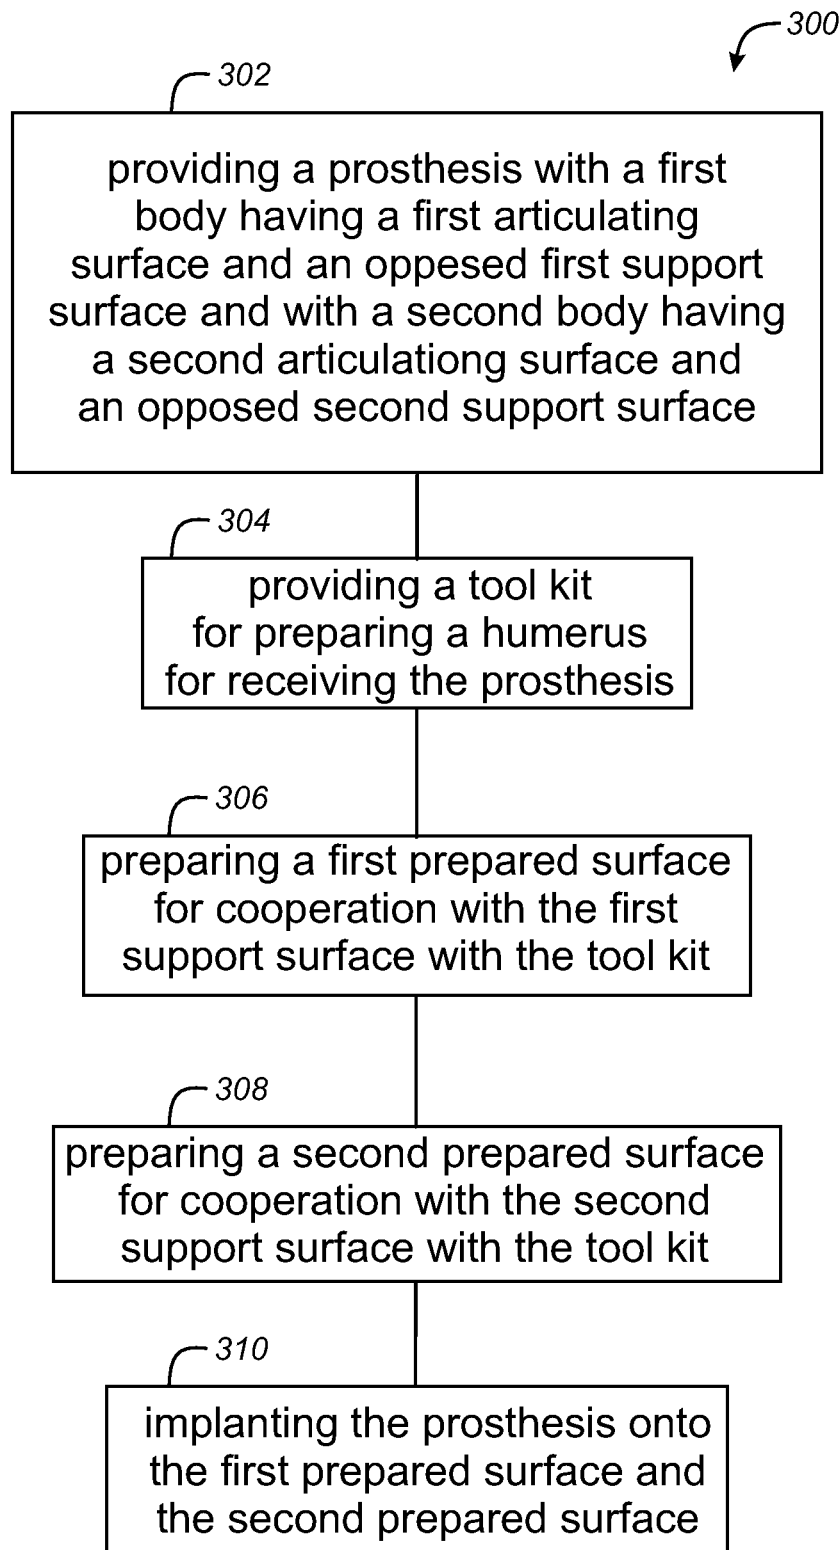 300
302
providing a prosthesis with a first
body having a first articulating
surface and an oppesed first support
surface and with a second body having
a second articulationg surface and
an opposed second support surface
304
providing a tool kit
for preparing a humerus
for receiving the prosthesis
306
preparing a first prepared surface
for cooperation with the first
support surface with the tool kit
308
preparing a second prepared surface
for cooperation with the second
support surface with the tool kit
310
implanting the prosthesis onto
the first prepared surface and
the second prepared surface